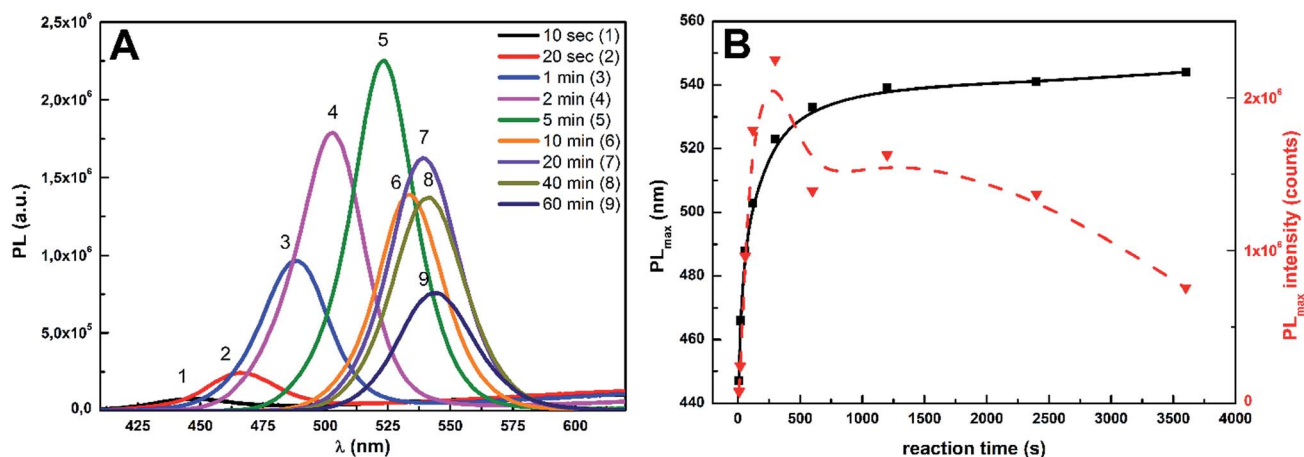 A
2,5x10⁶
2,0x10⁶
1,5x10⁶
1,0x10⁶
5,0x10⁵
0,0
PL (a.u.)
425 450 475 500 525 550 575 600
λ (nm)
1
2
3
4
5
6
7
8
9
10 sec (1)
20 sec (2)
1 min (3)
2 min (4)
5 min (5)
10 min (6)
20 min (7)
40 min (8)
60 min (9)
B
560
540
520
500
480
460
440
PLmax (nm)
0 500 1000 1500 2000 2500 3000 3500 4000
reaction time (s)
2x10⁶
1x10⁶
0
PLmax intensity (counts)